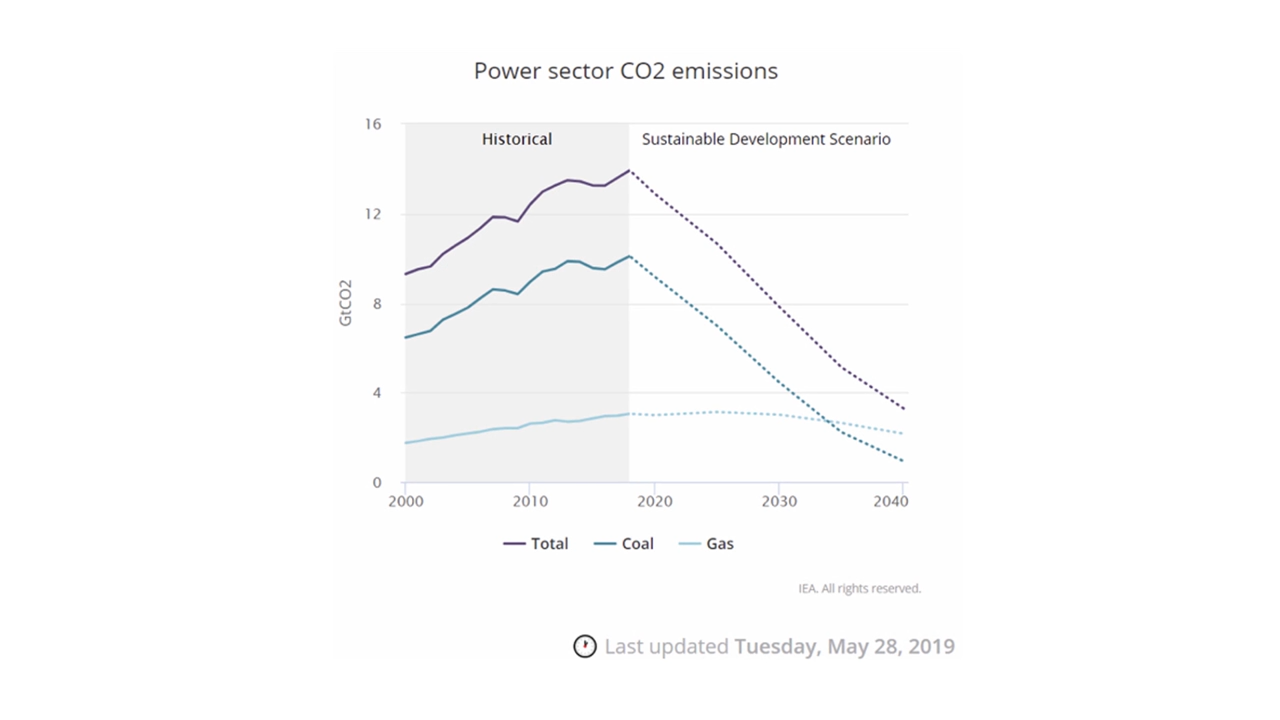 Power sector CO2 emissions
16
Historical
Sustainable Development Scenario
12
8
GtCO2
4
0
2000
2010
2020
2030
2040
Total
Coal
Gas
IEA. All rights reserved.
Last updated Tuesday, May 28, 2019